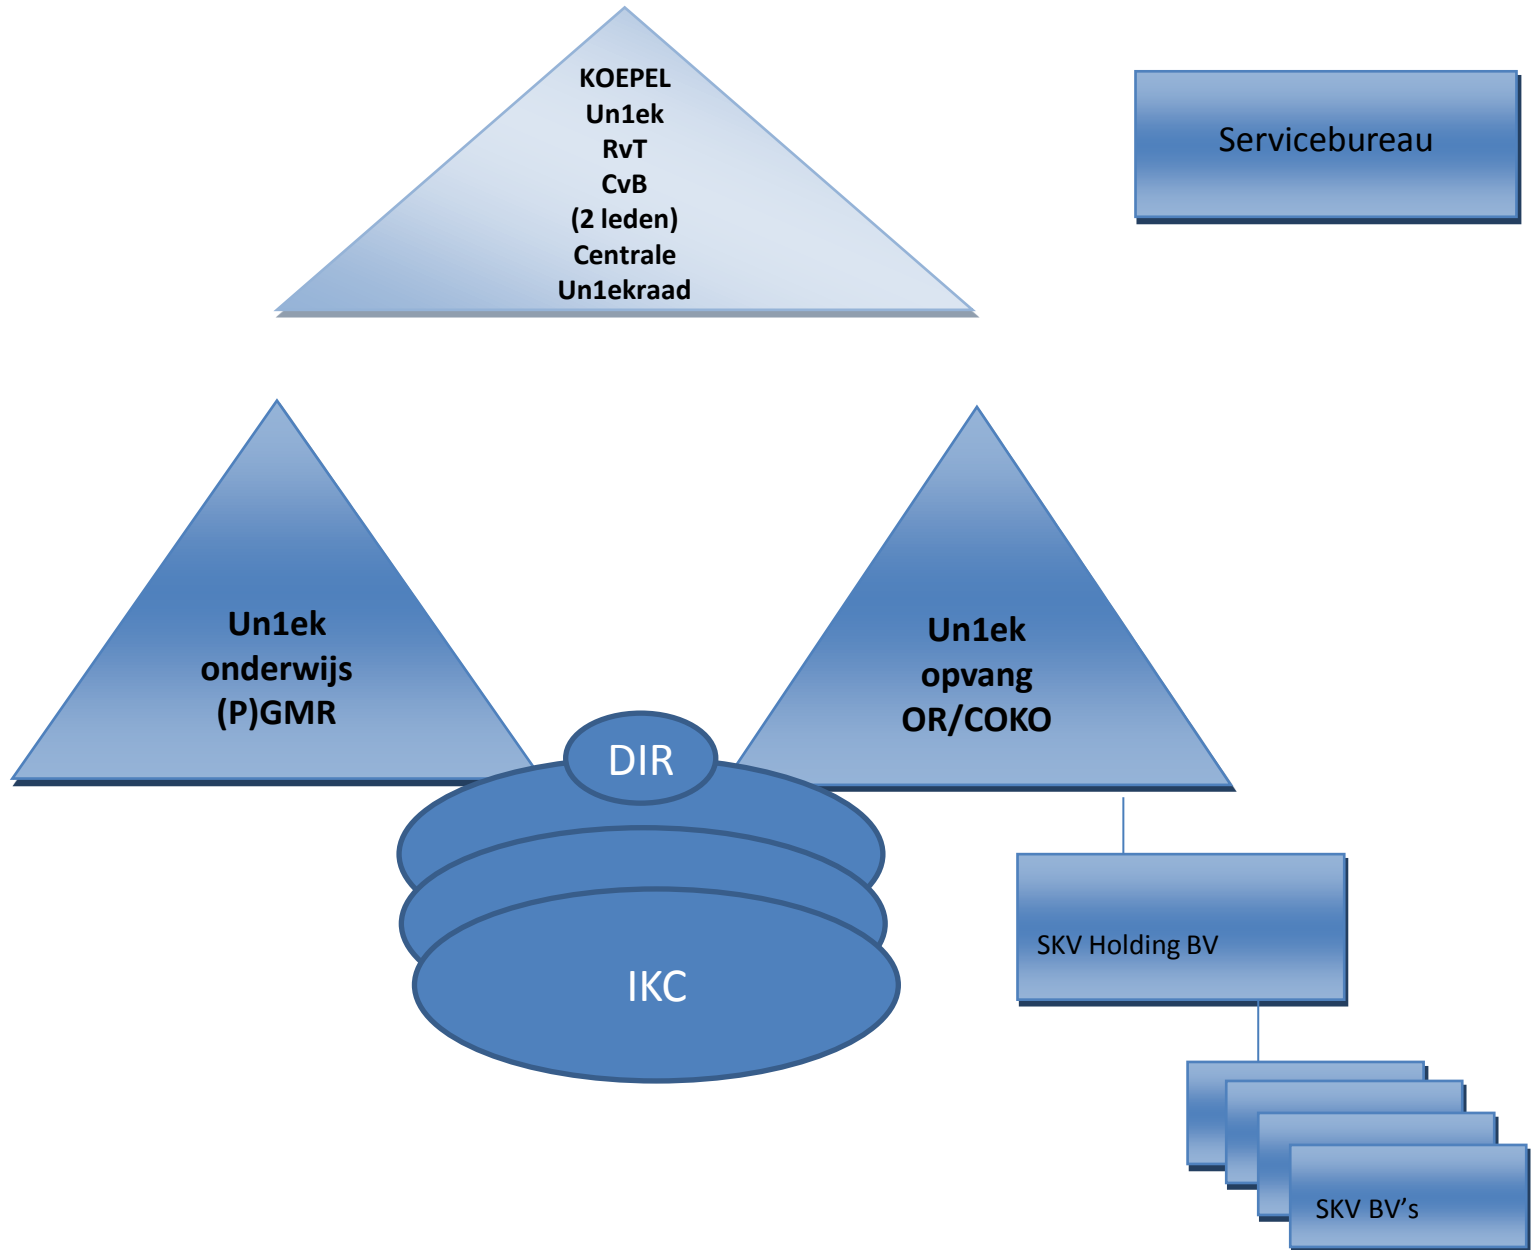 KOEPEL
Un1ek
RvT
CvB
(2 leden)
Centrale
Un1ekraad
Servicebureau
Un1ek
onderwijs
(P)GMR
Un1ek
opvang
OR/COKO
DIR
IKC
SKV Holding BV
SKV BV’s